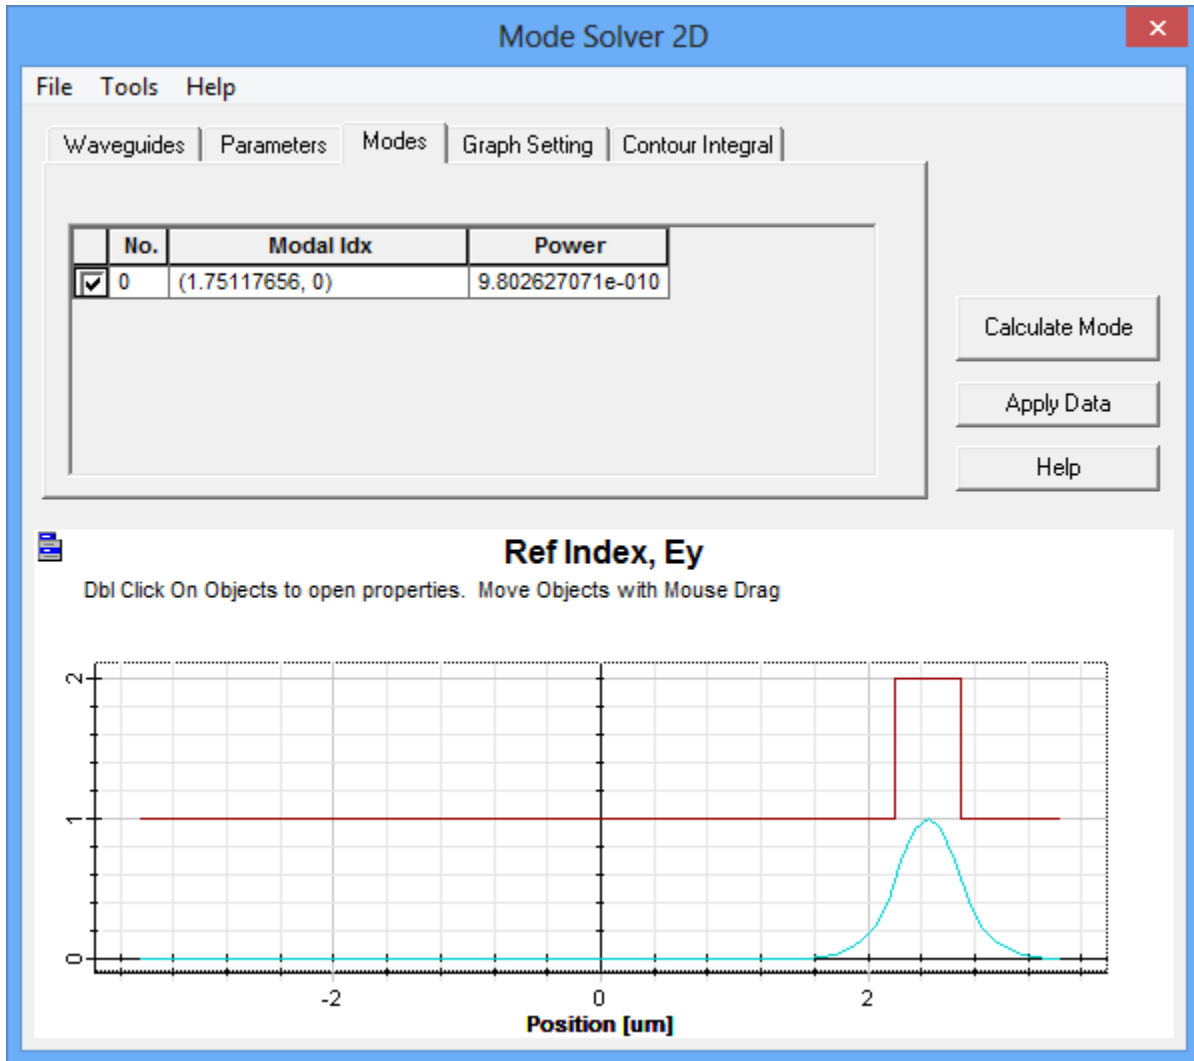 Mode Solver 2D
File Tools Help
Waveguides Parameters Modes Graph Setting Contour Integral
No. Modal Idx Power
0 (1.75117656, 0) 9.802627071e-010
Calculate Mode
Apply Data
Help
Ref Index, Ey
Dbl Click On Objects to open properties. Move Objects with Mouse Drag
2
1
0
-2 0 2
Position [um]